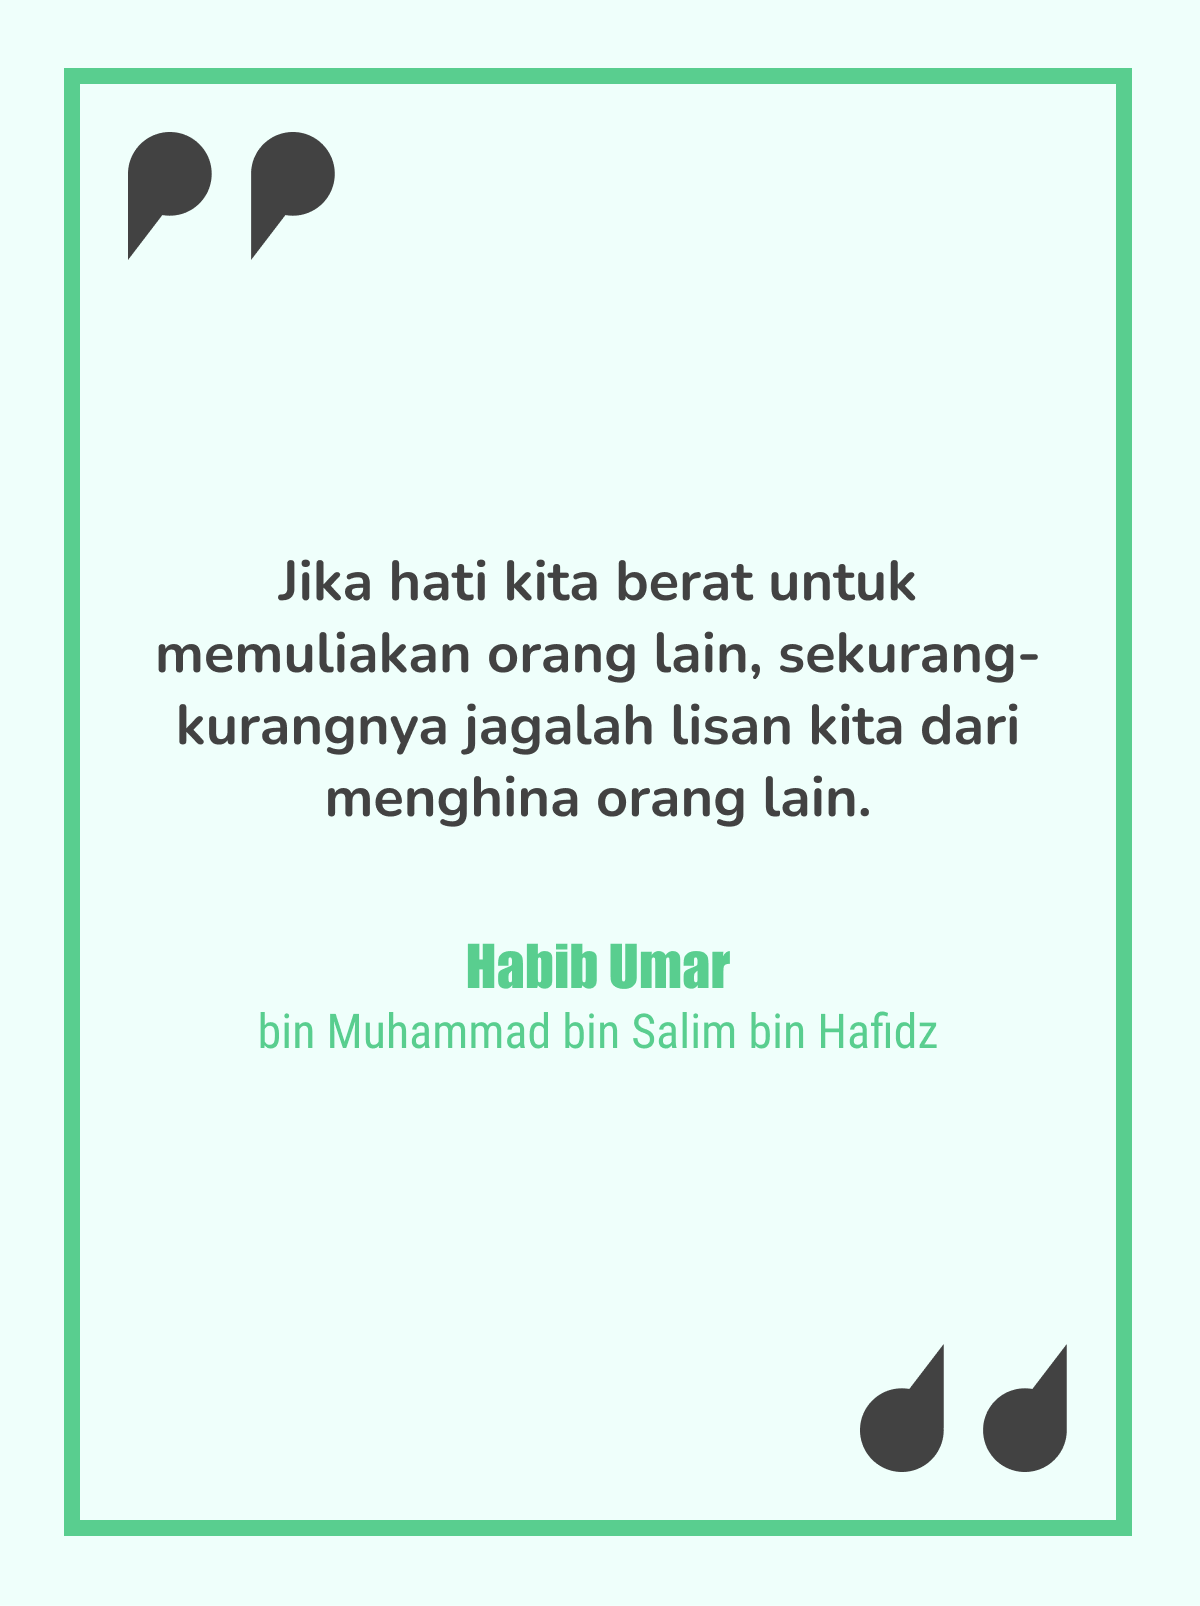 Jika hati kita berat untuk
memuliakan orang lain, sekurang-
kurangnya jagalah lisan kita dari
menghina orang lain.
Habib Umar
bin Muhammad bin Salim bin Hafidz